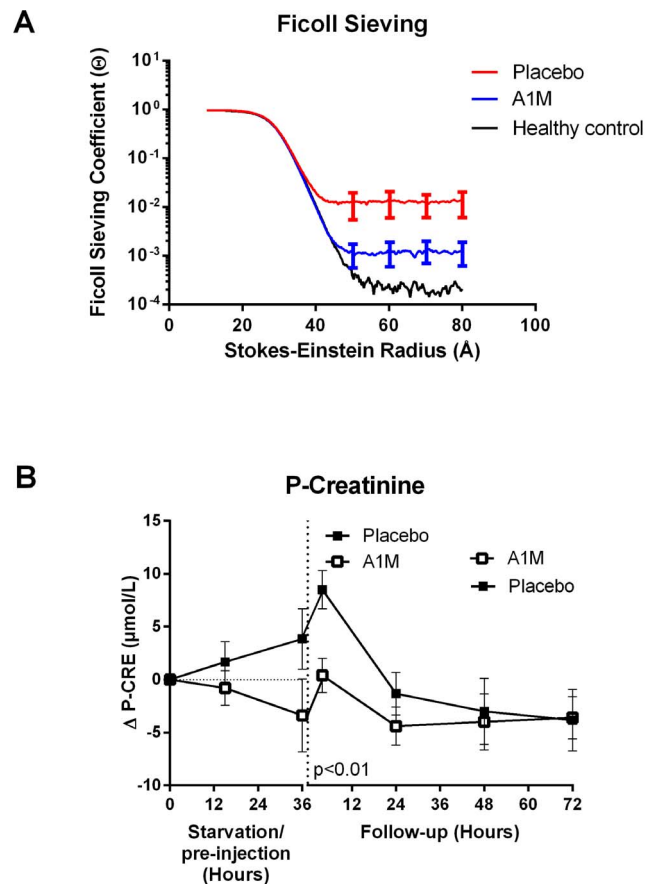 A
Ficoll Sieving
Ficoll Sieving Coefficient (Θ)
10¹
10⁰
10⁻¹
10⁻²
10⁻³
10⁻⁴
0
20
40
60
80
100
Stokes-Einstein Radius (Å)
Placebo
A1M
Healthy control
B
P-Creatinine
Δ P-CRE (µmol/L)
15
10
5
0
-5
-10
Placebo
A1M
A1M
Placebo
p<0.01
0 12 24 36 12 24 36 48 60 72
Starvation/
pre-injection
(Hours)
Follow-up (Hours)